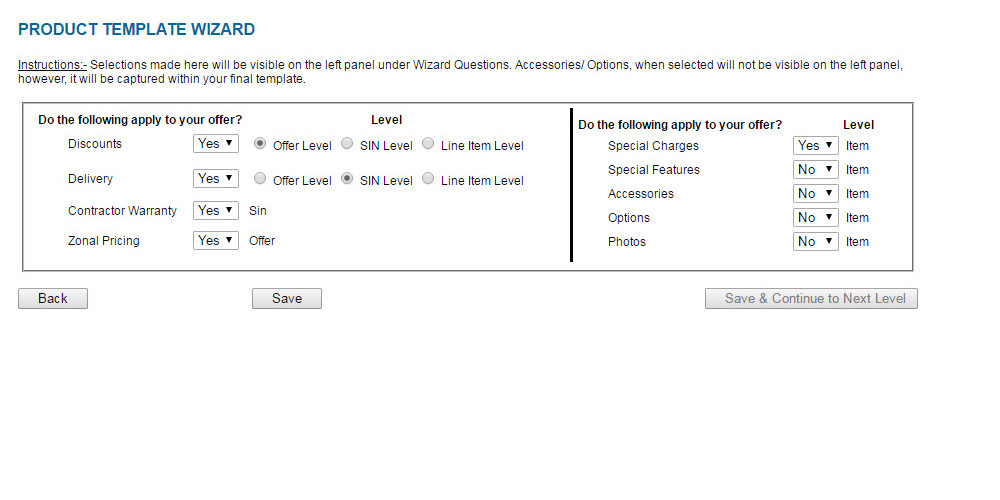 PRODUCT TEMPLATE WIZARD
Instructions:- Selections made here will be visible on the left panel under Wizard Questions. Accessories/ Options, when selected will not be visible on the left panel,
however, it will be captured within your final template.
Do the following apply to your offer? Level
Discounts Yes Offer Level SIN Level Line Item Level
Delivery Yes Offer Level SIN Level Line Item Level
Contractor Warranty Yes Sin
Zonal Pricing Yes Offer
Do the following apply to your offer? Level
Special Charges Yes Item
Special Features No Item
Accessories No Item
Options No Item
Photos No Item
Back Save Save & Continue to Next Level